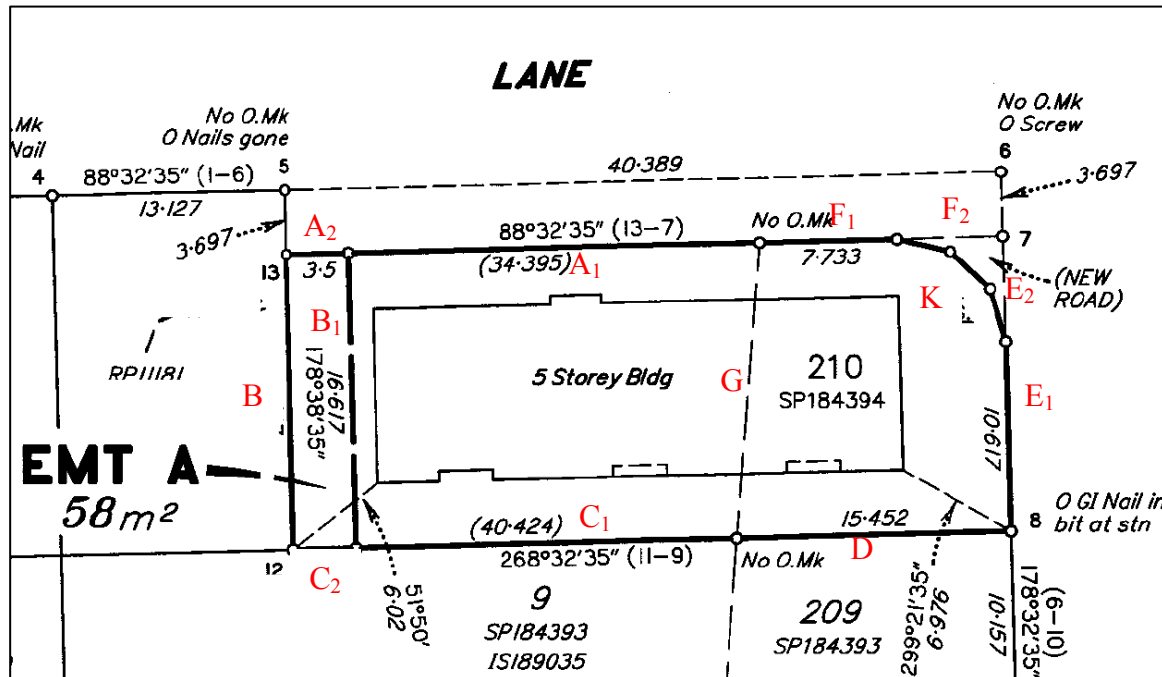 LANE
.Mk
Nail
No O.Mk
O Nails gone
No O.Mk
O Screw
4
88°32'35" (1-6)
5
40·389
6
13·127
3·697
3·697
A2
88°32'35" (13-7)
No O.Mk
F1
F2
7
13
3·5
(34·395)
A1
7·733
(NEW
ROAD)
K
E2
B1
RP11181
16·617
178°38'35"
5 Storey Bldg
G
210
SP184394
B
E1
10·617
EMT A
58m²
(40·424)
C1
15·452
8
O GI Nail in
bit at stn
12
268°32'35" (11-9)
No O.Mk
D
C2
51°50'
6·02
9
SP184393
IS189035
209
SP184393
299°21'35"
6·976
10·157
178°32'35"
(6-10)